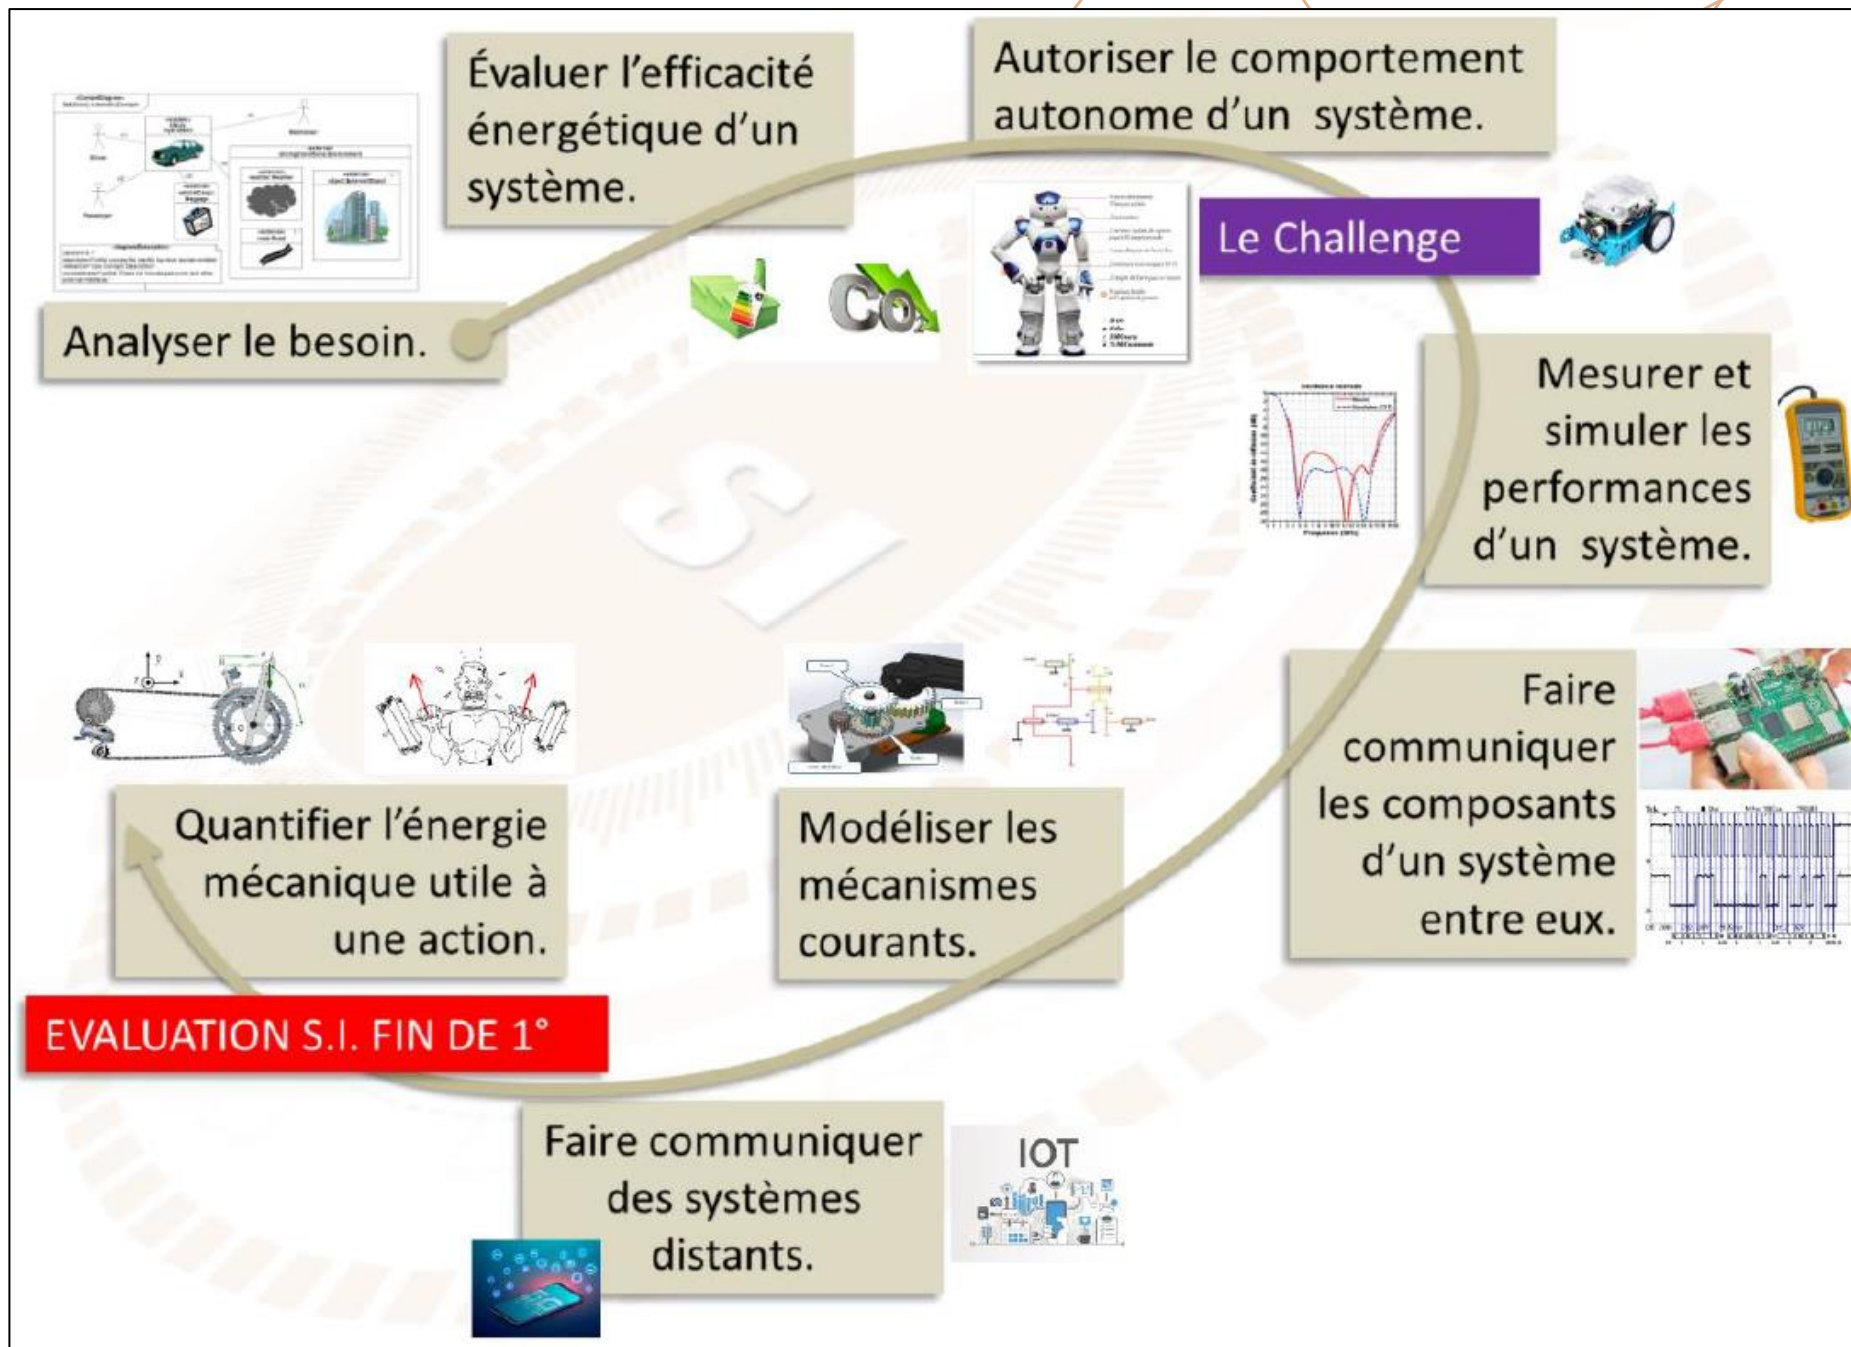 Évaluer l'efficacité
énergétique d'un
système.
Autoriser le comportement
autonome d'un système.
Le Challenge
Analyser le besoin.
CO₂
Mesurer et
simuler les
performances
d'un système.
SI
Faire
communiquer
les composants
d'un système
entre eux.
Quantifier l'énergie
mécanique utile à
une action.
Modéliser les
mécanismes
courants.
EVALUATION S.I. FIN DE 1°
Faire communiquer
des systèmes
distants.
IOT